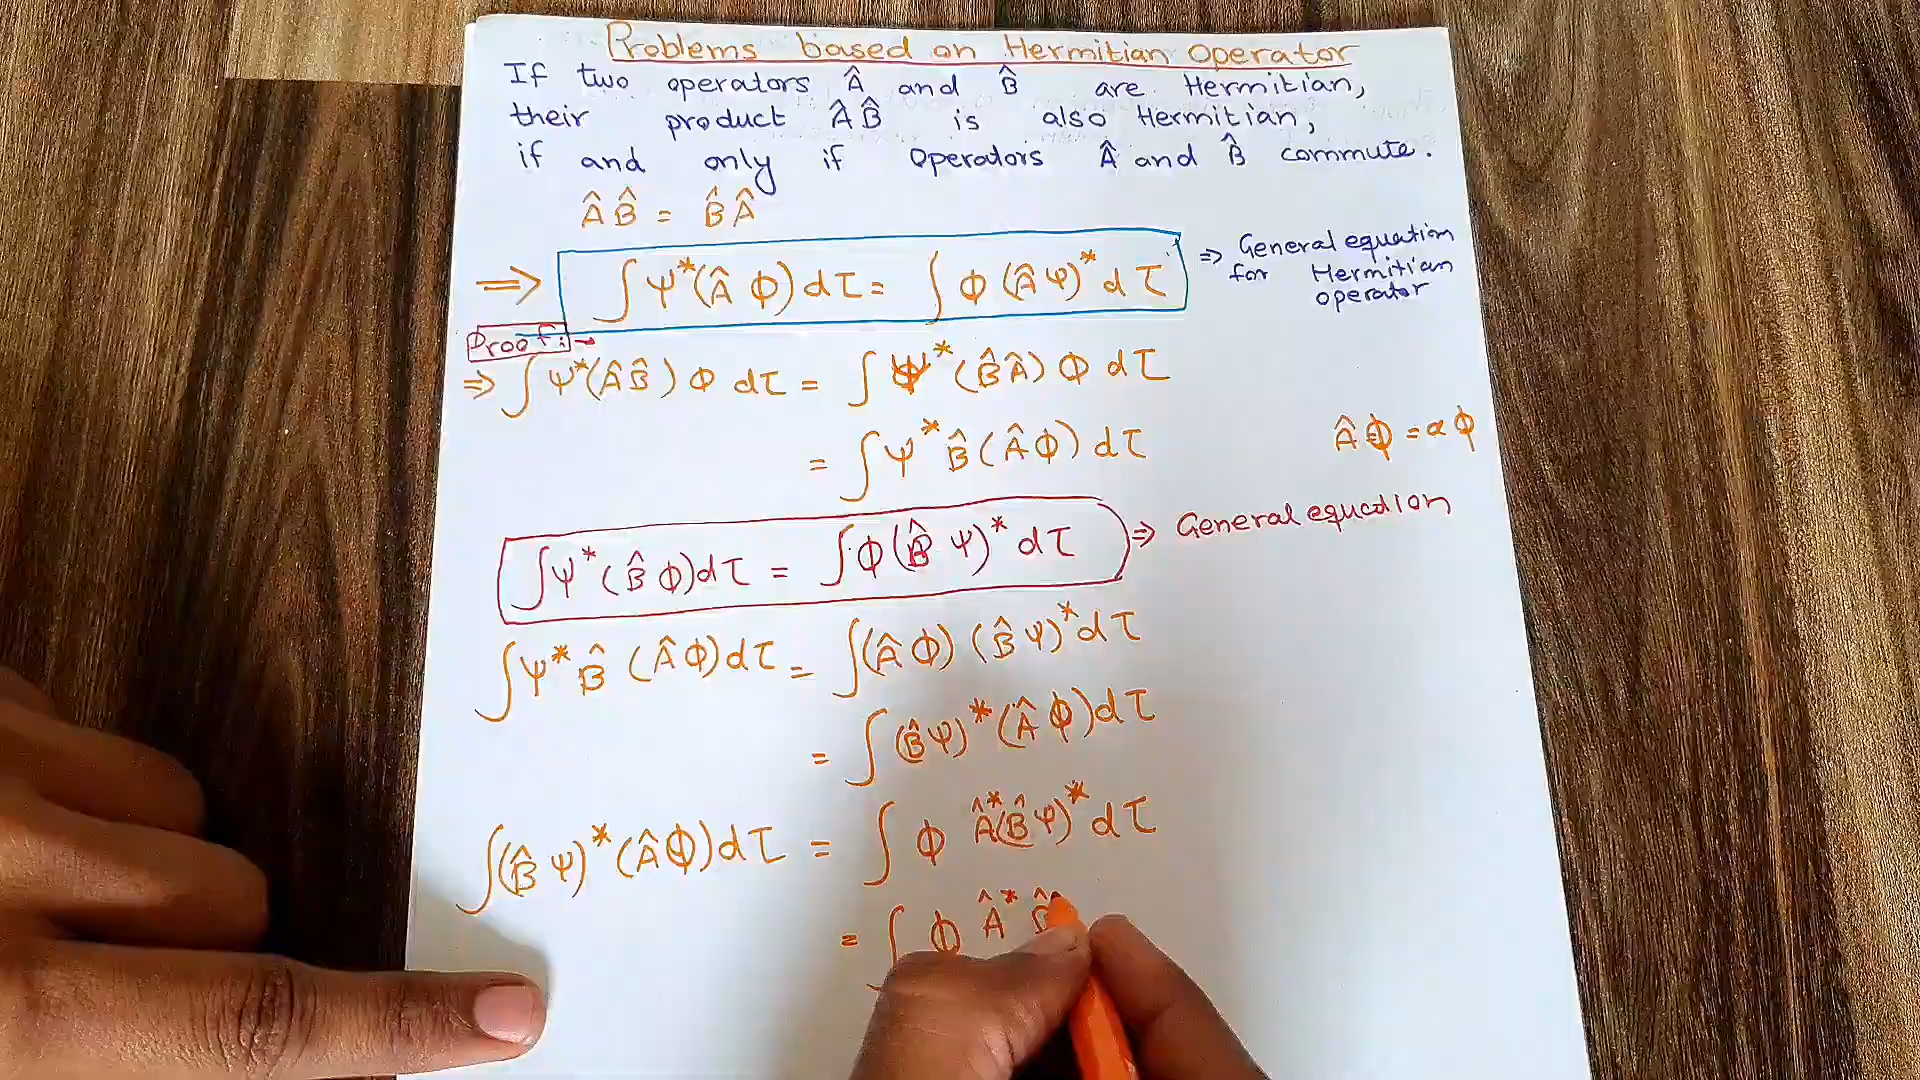 Problems based on Hermitian Operator
If two operators Â and B̂ are Hermitian,
their product ÂB̂ is also Hermitian,
if and only if Operators Â and B̂ commute.
ÂB̂ = B̂Â
⇒ ∫ψ*(Âϕ)dτ = ∫ϕ(Âψ)*dτ ⇒ General equation
for Hermitian
operator
Proof:→
⇒ ∫ψ*(ÂB̂)ϕ dτ = ∫ψ*(B̂Â)ϕ dτ
= ∫ψ*B̂(Âϕ)dτ Âϕ = αϕ
∫ψ*(B̂ϕ)dτ = ∫ϕ(B̂ψ)*dτ ⇒ General equation
∫ψ*B̂(Âϕ)dτ = ∫(Âϕ)(B̂ψ)*dτ
= ∫(B̂ψ)*(Âϕ)dτ
∫(B̂ψ)*(Âϕ)dτ = ∫ϕ Â*(B̂ψ)*dτ
= ∫ϕ Â*